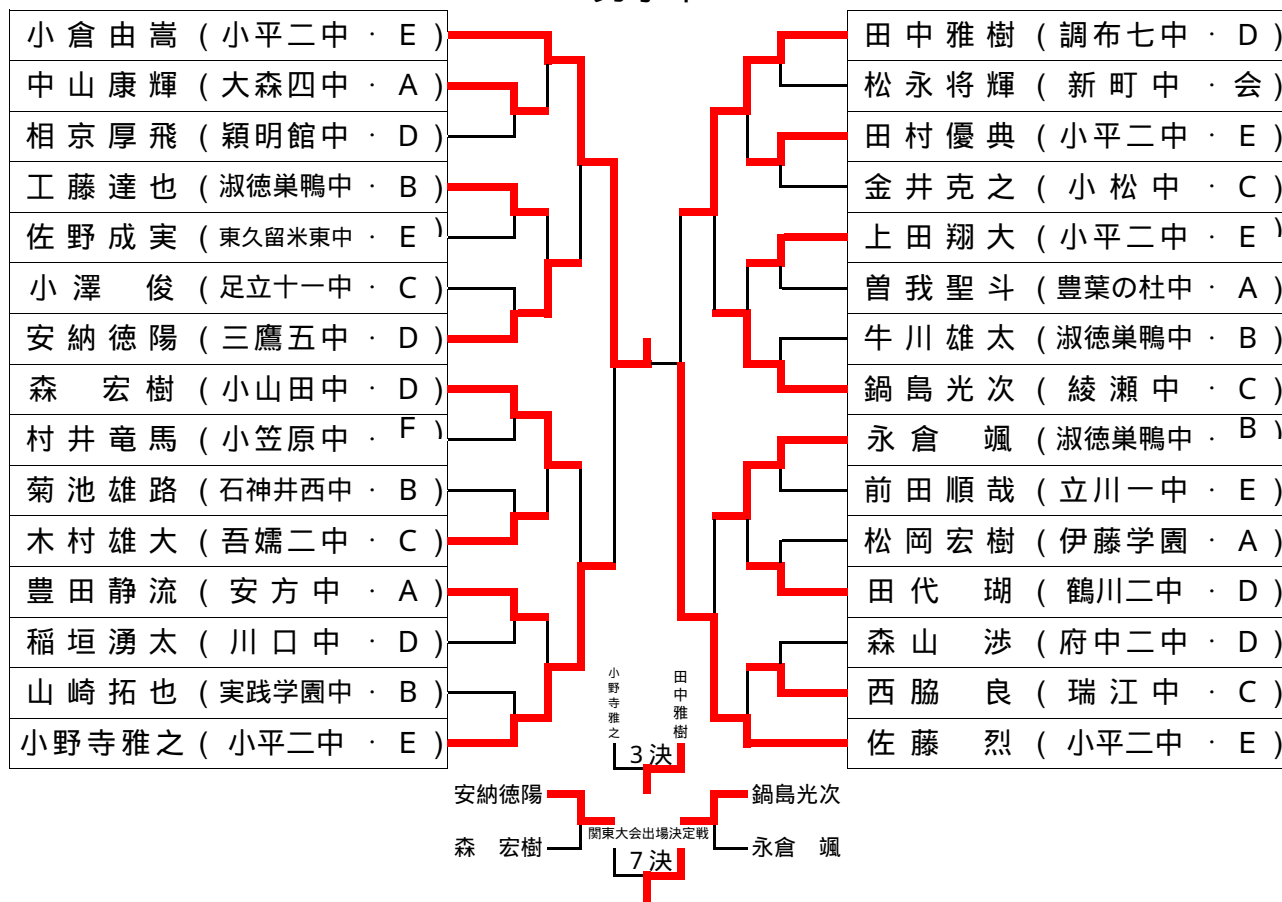 小倉由嵩 ( 小平二中 · E )
中山康輝 ( 大森四中 · A )
相京厚飛 ( 穎明館中 · D )
工藤達也 ( 淑徳巣鴨中 · B )
佐野成実 ( 東久留米東中 · E )
小澤　俊 ( 足立十一中 · C )
安納徳陽 ( 三鷹五中 · D )
森　宏樹 ( 小山田中 · D )
村井竜馬 ( 小笠原中 · F )
菊池雄路 ( 石神井西中 · B )
木村雄大 ( 吾嬬二中 · C )
豊田静流 ( 安方中 · A )
稲垣湧太 ( 川口中 · D )
山崎拓也 ( 実践学園中 · B )
小野寺雅之 ( 小平二中 · E )
田中雅樹 ( 調布七中 · D )
松永将輝 ( 新町中 · 会 )
田村優典 ( 小平二中 · E )
金井克之 ( 小松中 · C )
上田翔大 ( 小平二中 · E )
曽我聖斗 ( 豊葉の杜中 · A )
牛川雄太 ( 淑徳巣鴨中 · B )
鍋島光次 ( 綾瀬中 · C )
永倉　颯 ( 淑徳巣鴨中 · B )
前田順哉 ( 立川一中 · E )
松岡宏樹 ( 伊藤学園 · A )
田代　瑚 ( 鶴川二中 · D )
森山　渉 ( 府中二中 · D )
西脇　良 ( 瑞江中 · C )
佐藤　烈 ( 小平二中 · E )
小野寺雅之
田中雅樹
3決
安納徳陽
鍋島光次
関東大会出場決定戦
森　宏樹
永倉　颯
7決